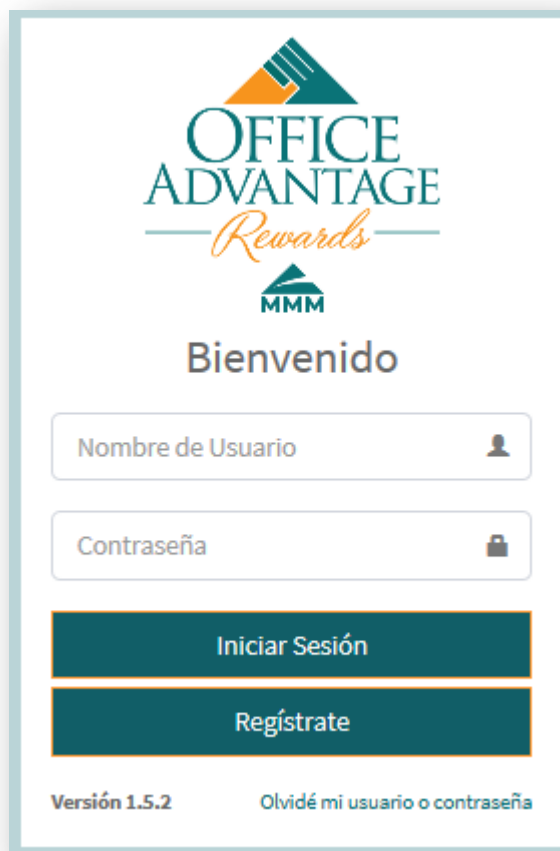 OFFICE
ADVANTAGE
Rewards
MMM
Bienvenido
Nombre de Usuario
Contraseña
Iniciar Sesión
Regístrate
Versión 1.5.2 Olvidé mi usuario o contraseña